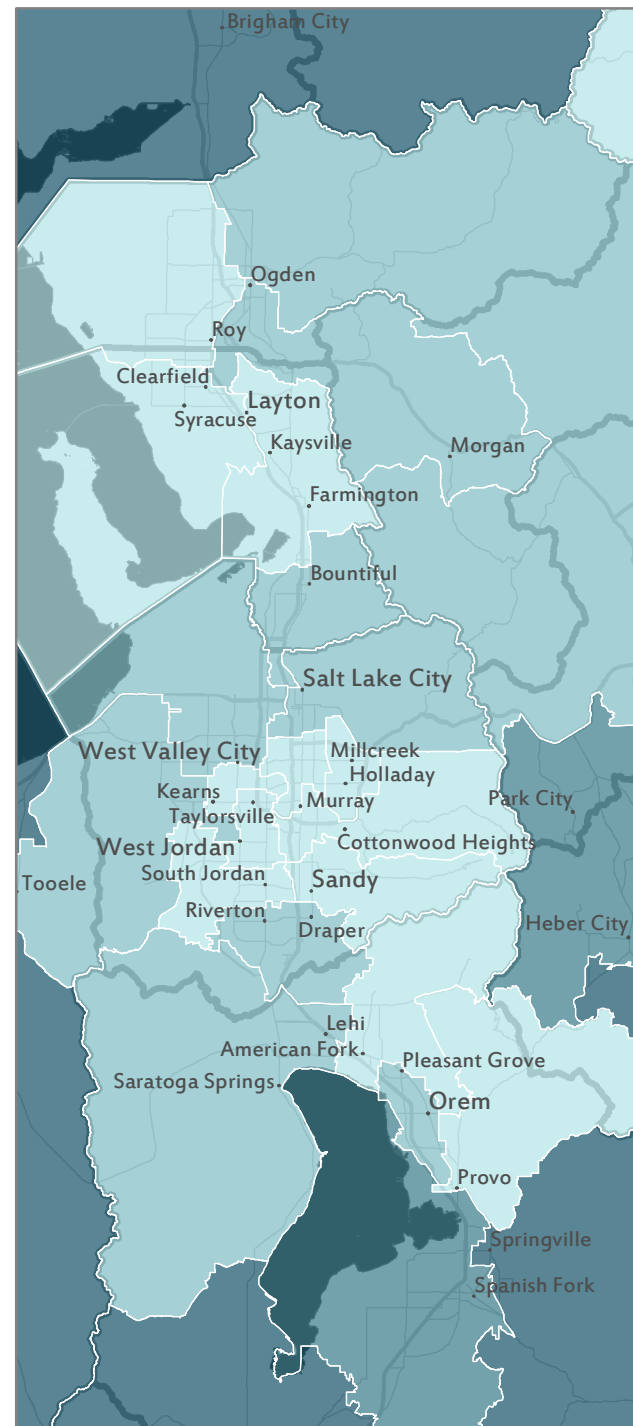 Brigham City
Ogden
Roy
Clearfield
Layton
Syracuse
Kaysville
Morgan
Farmington
Bountiful
Salt Lake City
West Valley City
Millcreek
Holladay
Kearns
Murray
Park City
Taylorsville
West Jordan
Cottonwood Heights
South Jordan
Sandy
Tooele
Riverton
Draper
Heber City
Lehi
American Fork
Pleasant Grove
Saratoga Springs
Orem
Provo
Springville
Spanish Fork